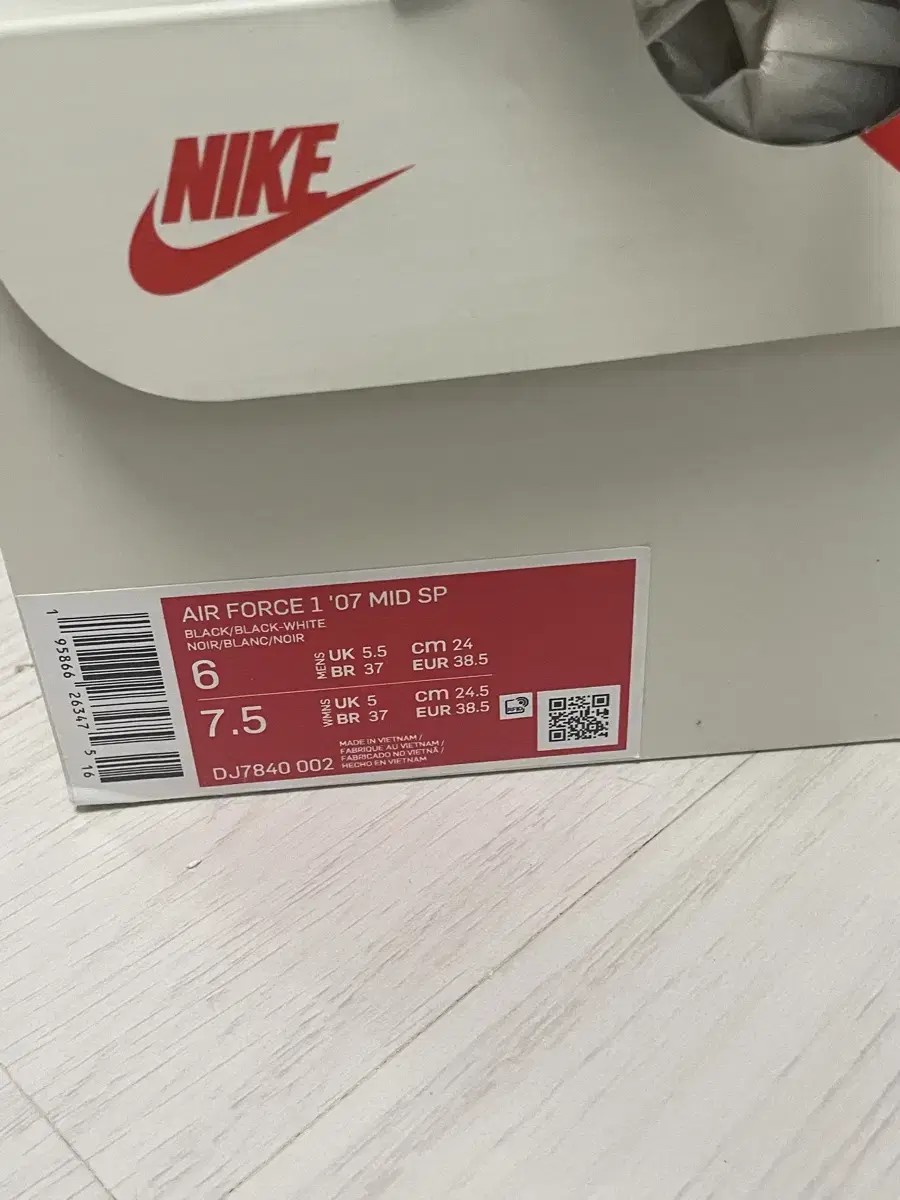 NIKE
AIR FORCE 1 '07 MID SP
BLACK/BLACK-WHITE
NOIR/BLANC/NOIR
6 MENS UK 5.5 cm 24
BR 37 EUR 38.5
7.5 WMNS UK 5 cm 24.5
BR 37 EUR 38.5
DJ7840 002
MADE IN VIETNAM /
FABRIQUE AU VIETNAM /
FABRICADO NO VIETNÃ /
HECHO EN VIETNAM
1 95866 26347 5 16